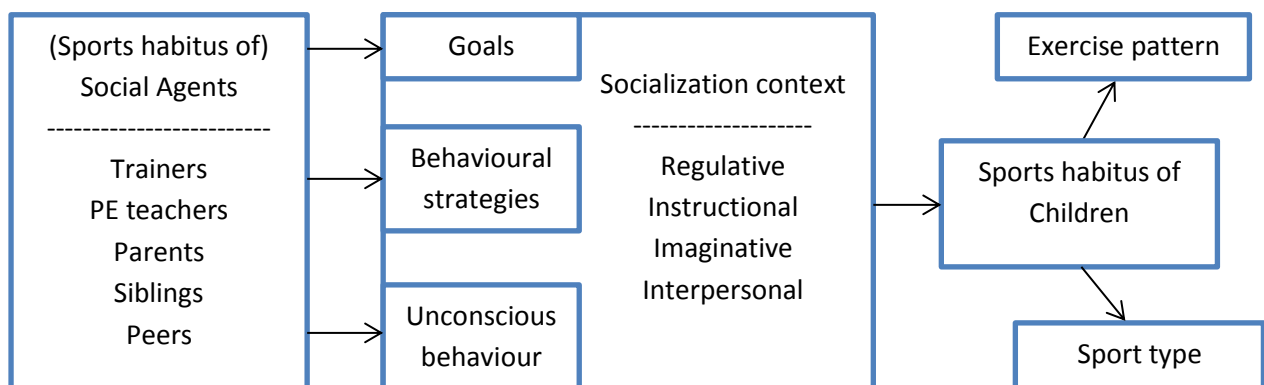 (Sports habitus of)
Social Agents
-------------------------
Trainers
PE teachers
Parents
Siblings
Peers
Goals
Behavioural
strategies
Unconscious
behaviour
Socialization context
--------------------
Regulative
Instructional
Imaginative
Interpersonal
Exercise pattern
Sports habitus of
Children
Sport type